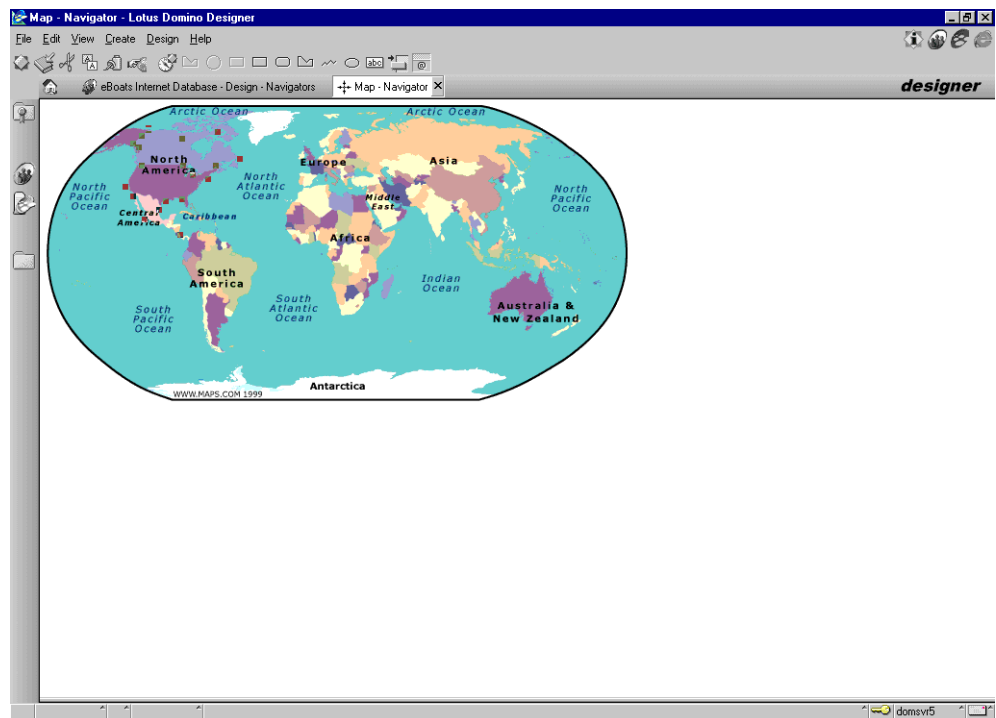 Map - Navigator - Lotus Domino Designer
File Edit View Create Design Help
abc
@
eBoats Internet Database - Design - Navigators
Map - Navigator
designer
Arctic Ocean
Arctic Ocean
North
America
Europe
Asia
North
Pacific
Ocean
North
Atlantic
Ocean
Middle
East
North
Pacific
Ocean
Central
America
Caribbean
Africa
South
America
Indian
Ocean
South
Pacific
Ocean
South
Atlantic
Ocean
Australia &
New Zealand
Antarctica
WWW.MAPS.COM 1999
domsvr5